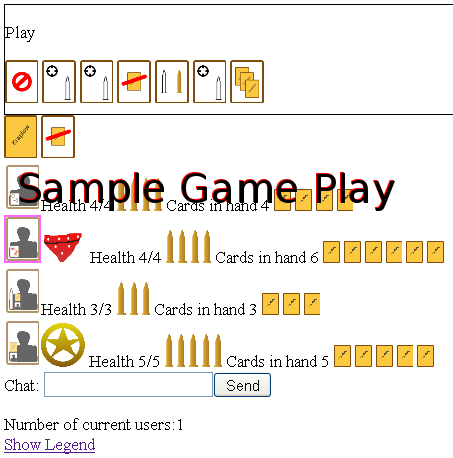 Play
Kraplow
Sample Game Play
Health 4/4 Cards in hand 4
Health 4/4 Cards in hand 6
Health 3/3 Cards in hand 3
Health 5/5 Cards in hand 5
Chat: Send
Number of current users:1
Show Legend